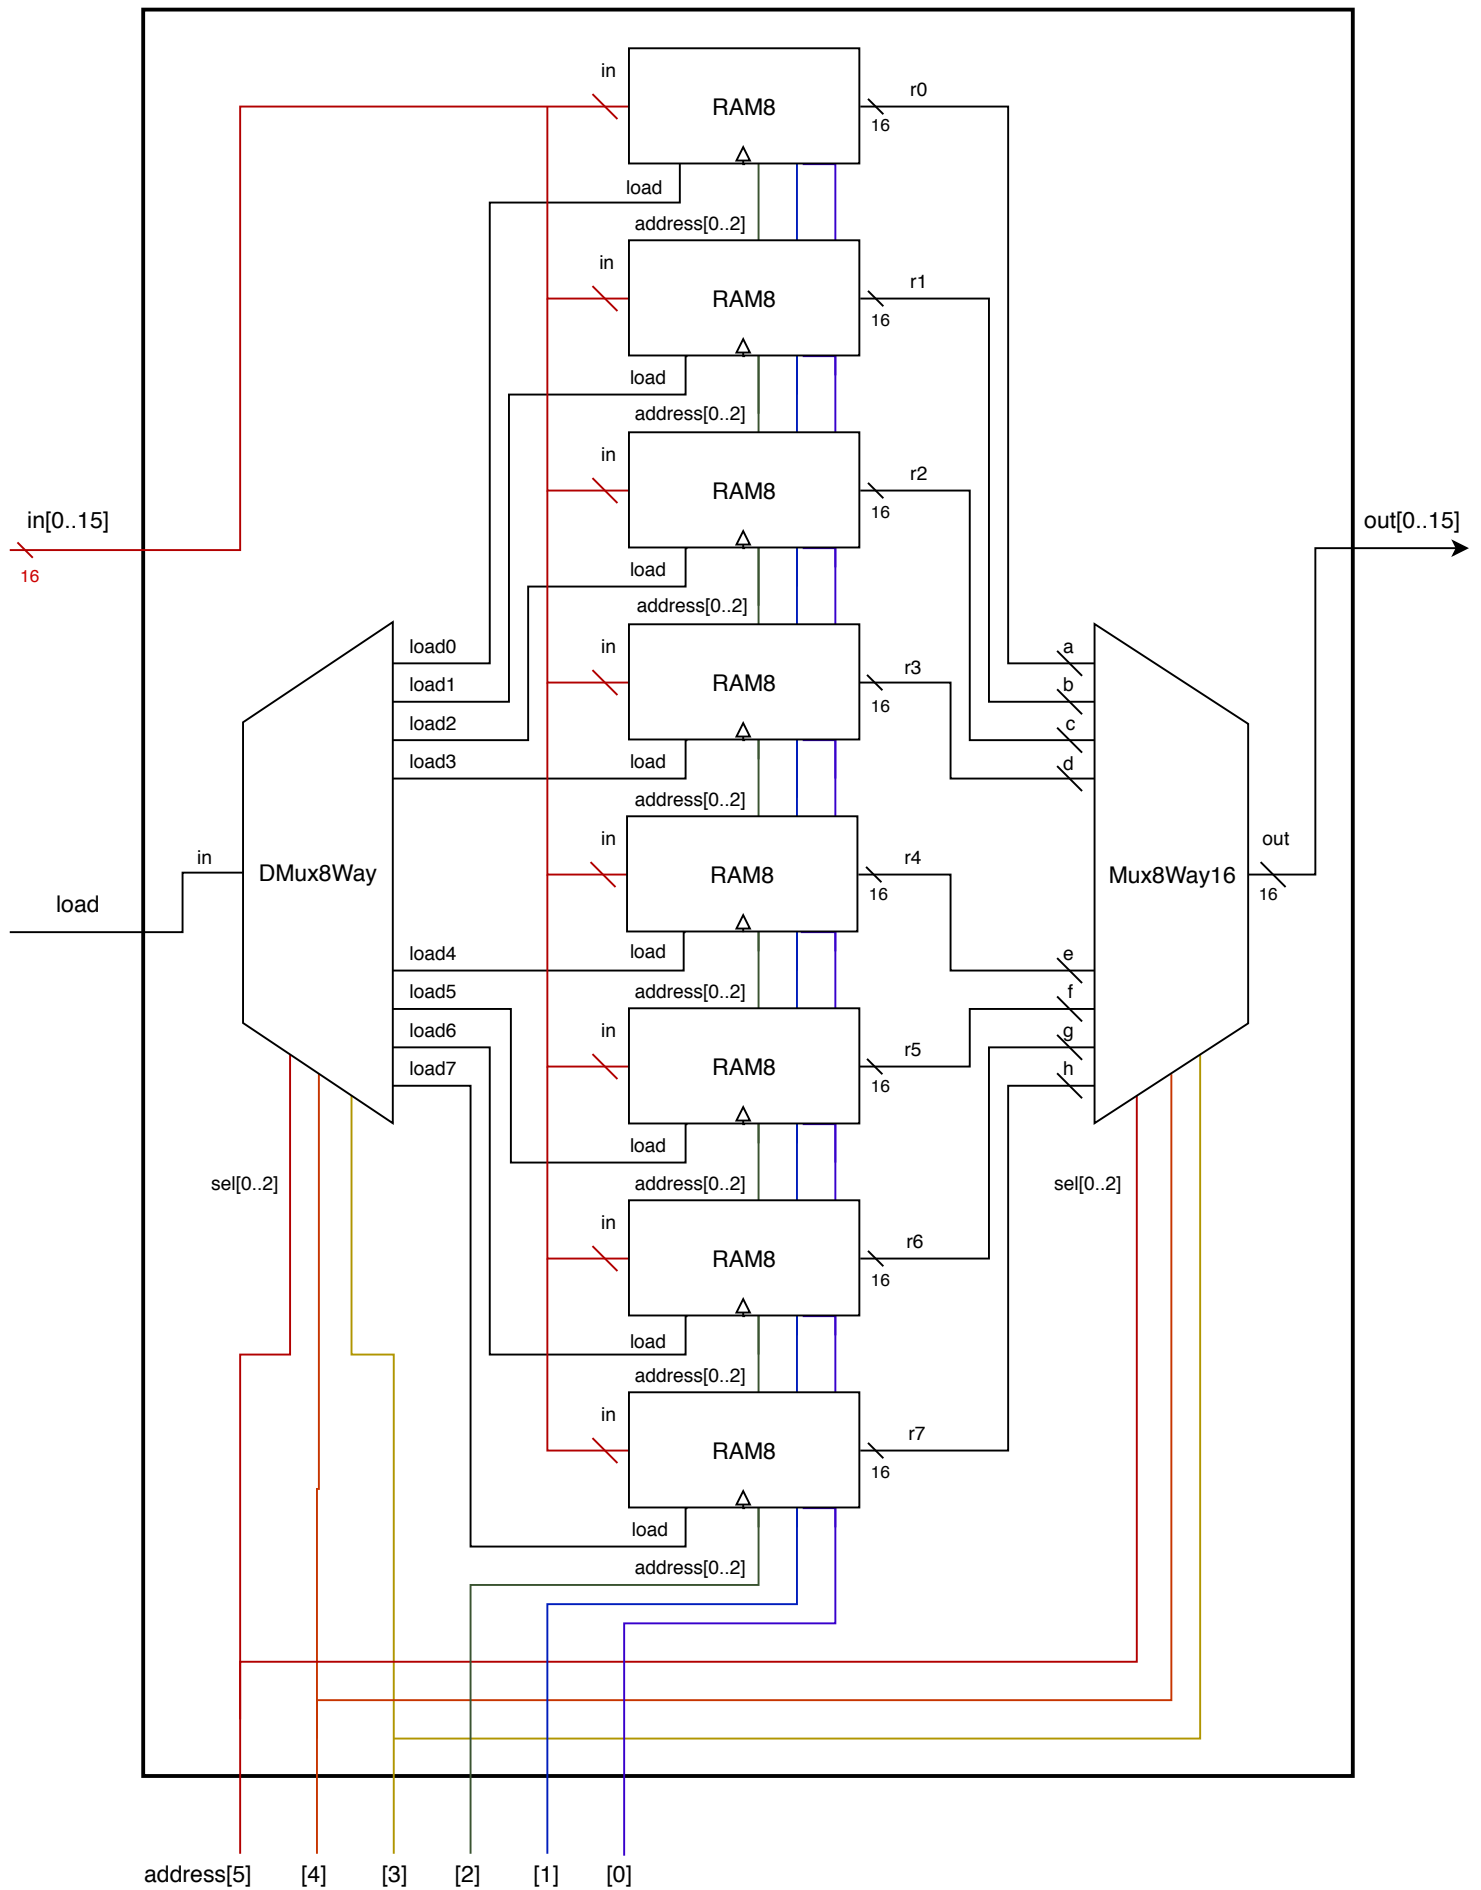 in
RAM8
r0
16
load
address[0..2]
in
RAM8
r1
16
load
address[0..2]
in
RAM8
r2
16
load
address[0..2]
in[0..15]
16
out[0..15]
in
RAM8
r3
16
load
address[0..2]
load0
load1
load2
load3
a
b
c
d
in
DMux8Way
load
in
RAM8
r4
16
load
address[0..2]
Mux8Way16
out
16
load4
load5
load6
load7
e
f
g
h
in
RAM8
r5
16
load
address[0..2]
sel[0..2]
sel[0..2]
in
RAM8
r6
16
load
address[0..2]
in
RAM8
r7
16
load
address[0..2]
address[5] [4] [3] [2] [1] [0]